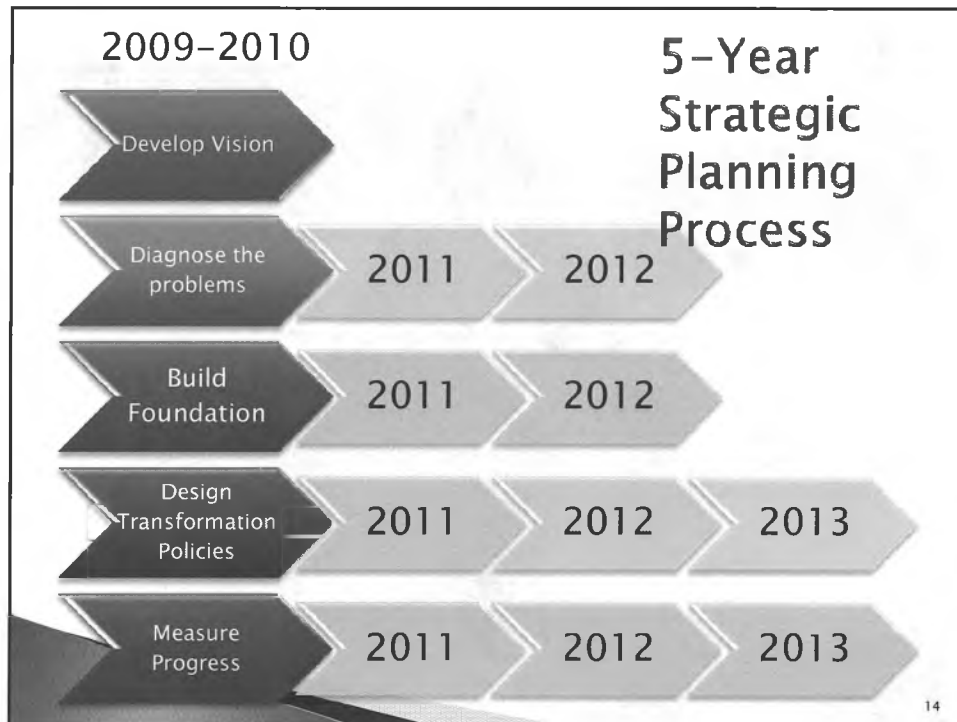 2009-2010
5-Year
Strategic
Planning
Process
Develop Vision
Diagnose the
problems
2011
2012
Build
Foundation
2011
2012
Design
Transformation
Policies
2011
2012
2013
Measure
Progress
2011
2012
2013
14